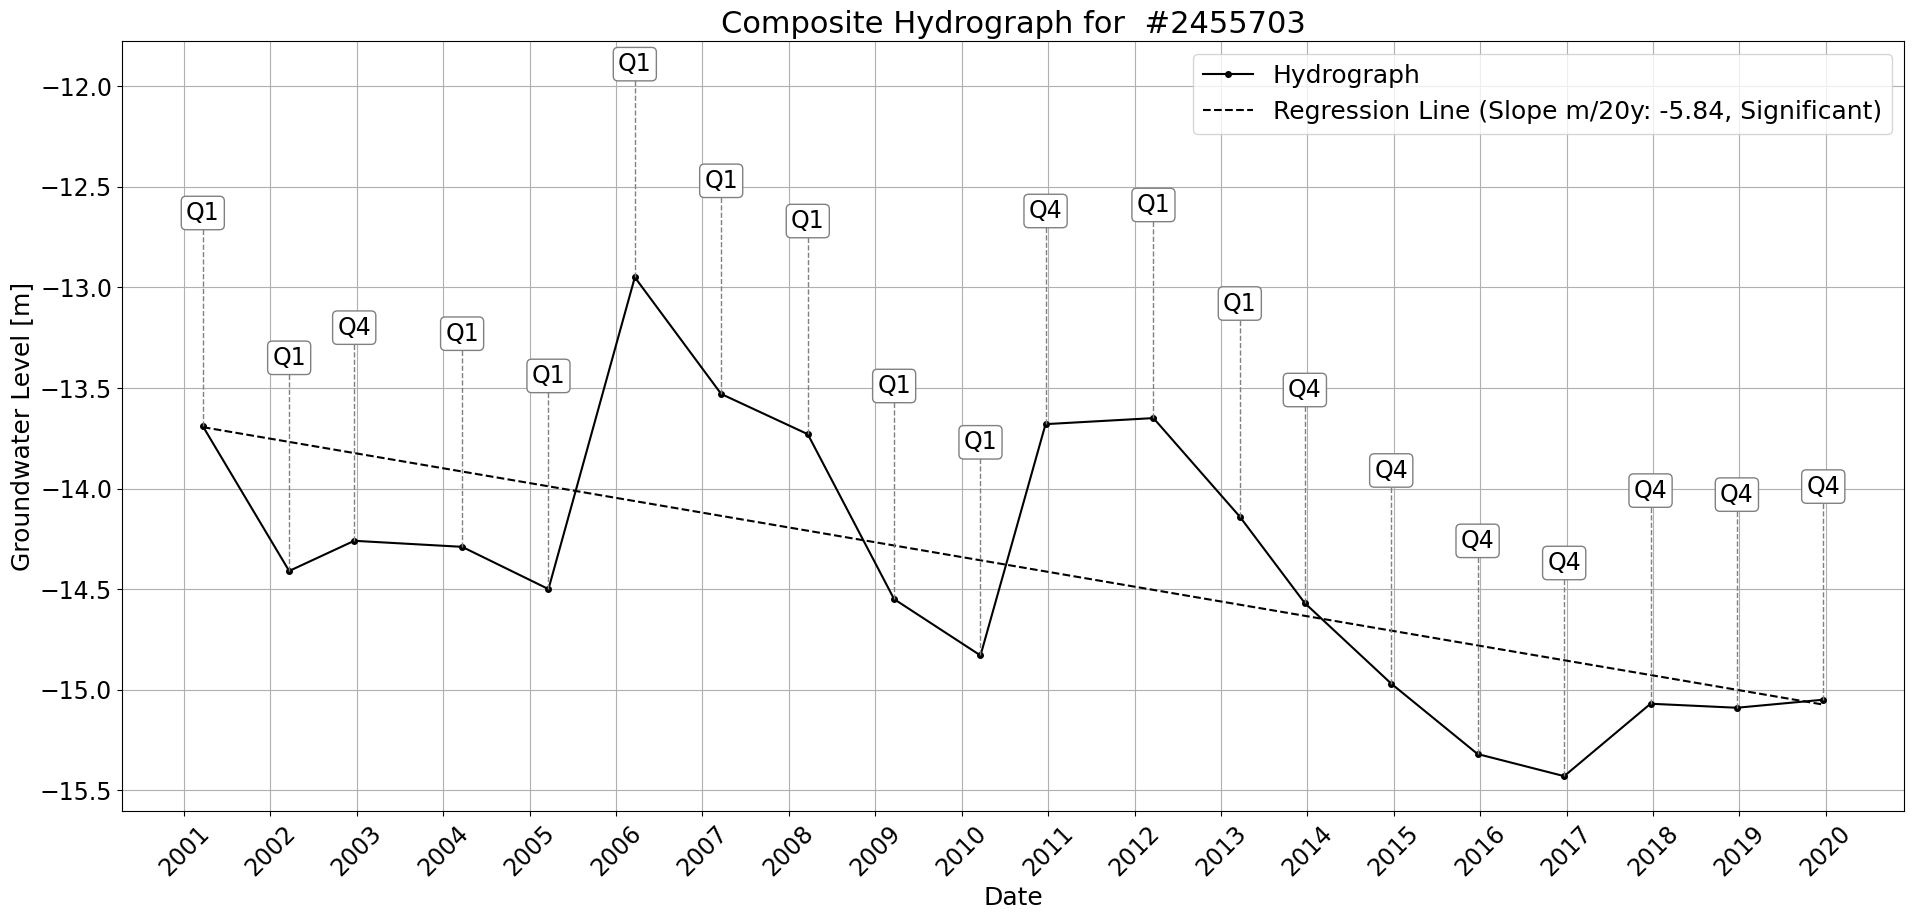 Composite Hydrograph for  #2455703
Hydrograph
Regression Line (Slope m/20y: -5.84, Significant)
Groundwater Level [m]
−12.0
−12.5
−13.0
−13.5
−14.0
−14.5
−15.0
−15.5
Q1
Q1
Q4
Q1
Q1
Q1
Q1
Q1
Q1
Q1
Q4
Q1
Q1
Q4
Q4
Q4
Q4
Q4
Q4
Q4
2001
2002
2003
2004
2005
2006
2007
2008
2009
2010
2011
2012
2013
2014
2015
2016
2017
2018
2019
2020
Date